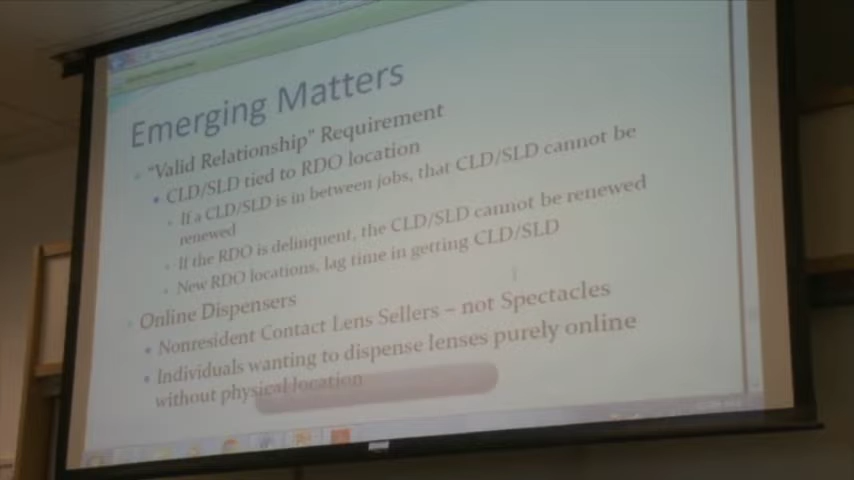 Emerging Matters
"Valid Relationship" Requirement
CLD/SLD tied to RDO location
If a CLD/SLD is in between jobs, that CLD/SLD cannot be
renewed
If the RDO is delinquent, the CLD/SLD cannot be renewed
New RDO locations, lag time in getting CLD/SLD
Online Dispensers
Nonresident Contact Lens Sellers – not Spectacles
Individuals wanting to dispense lenses purely online
without physical location